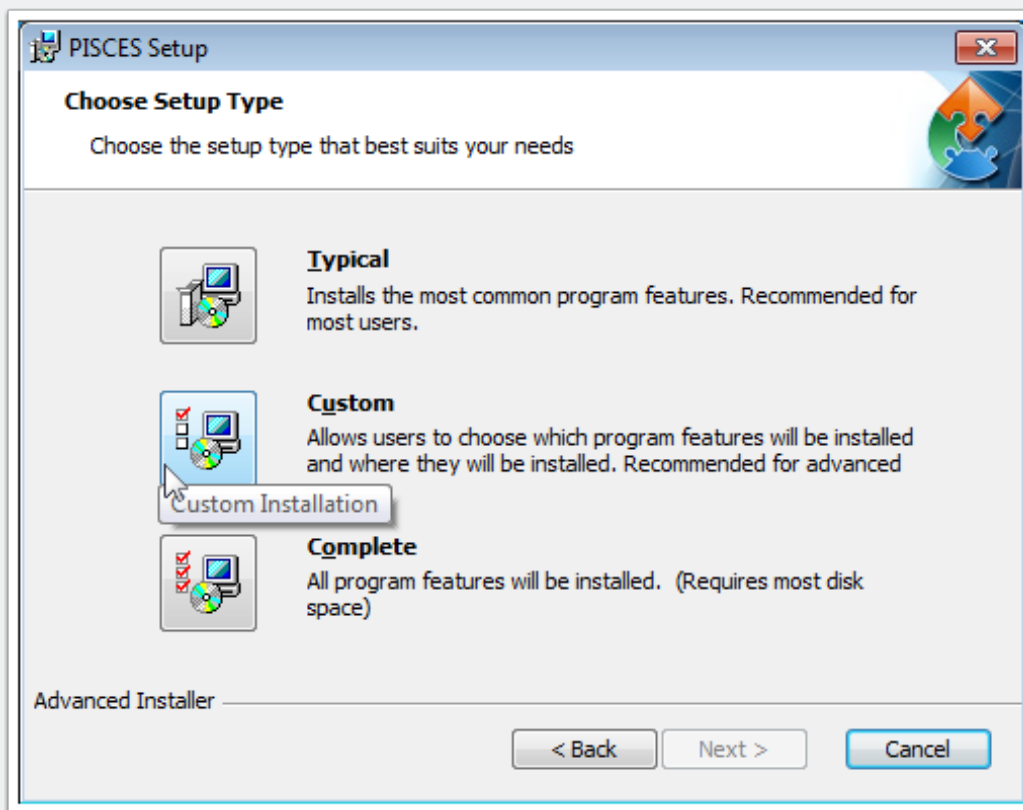 PISCES Setup
Choose Setup Type
Choose the setup type that best suits your needs
Typical
Installs the most common program features. Recommended for
most users.
Custom
Allows users to choose which program features will be installed
and where they will be installed. Recommended for advanced
Custom Installation
Complete
All program features will be installed.  (Requires most disk
space)
Advanced Installer
< Back
Next >
Cancel